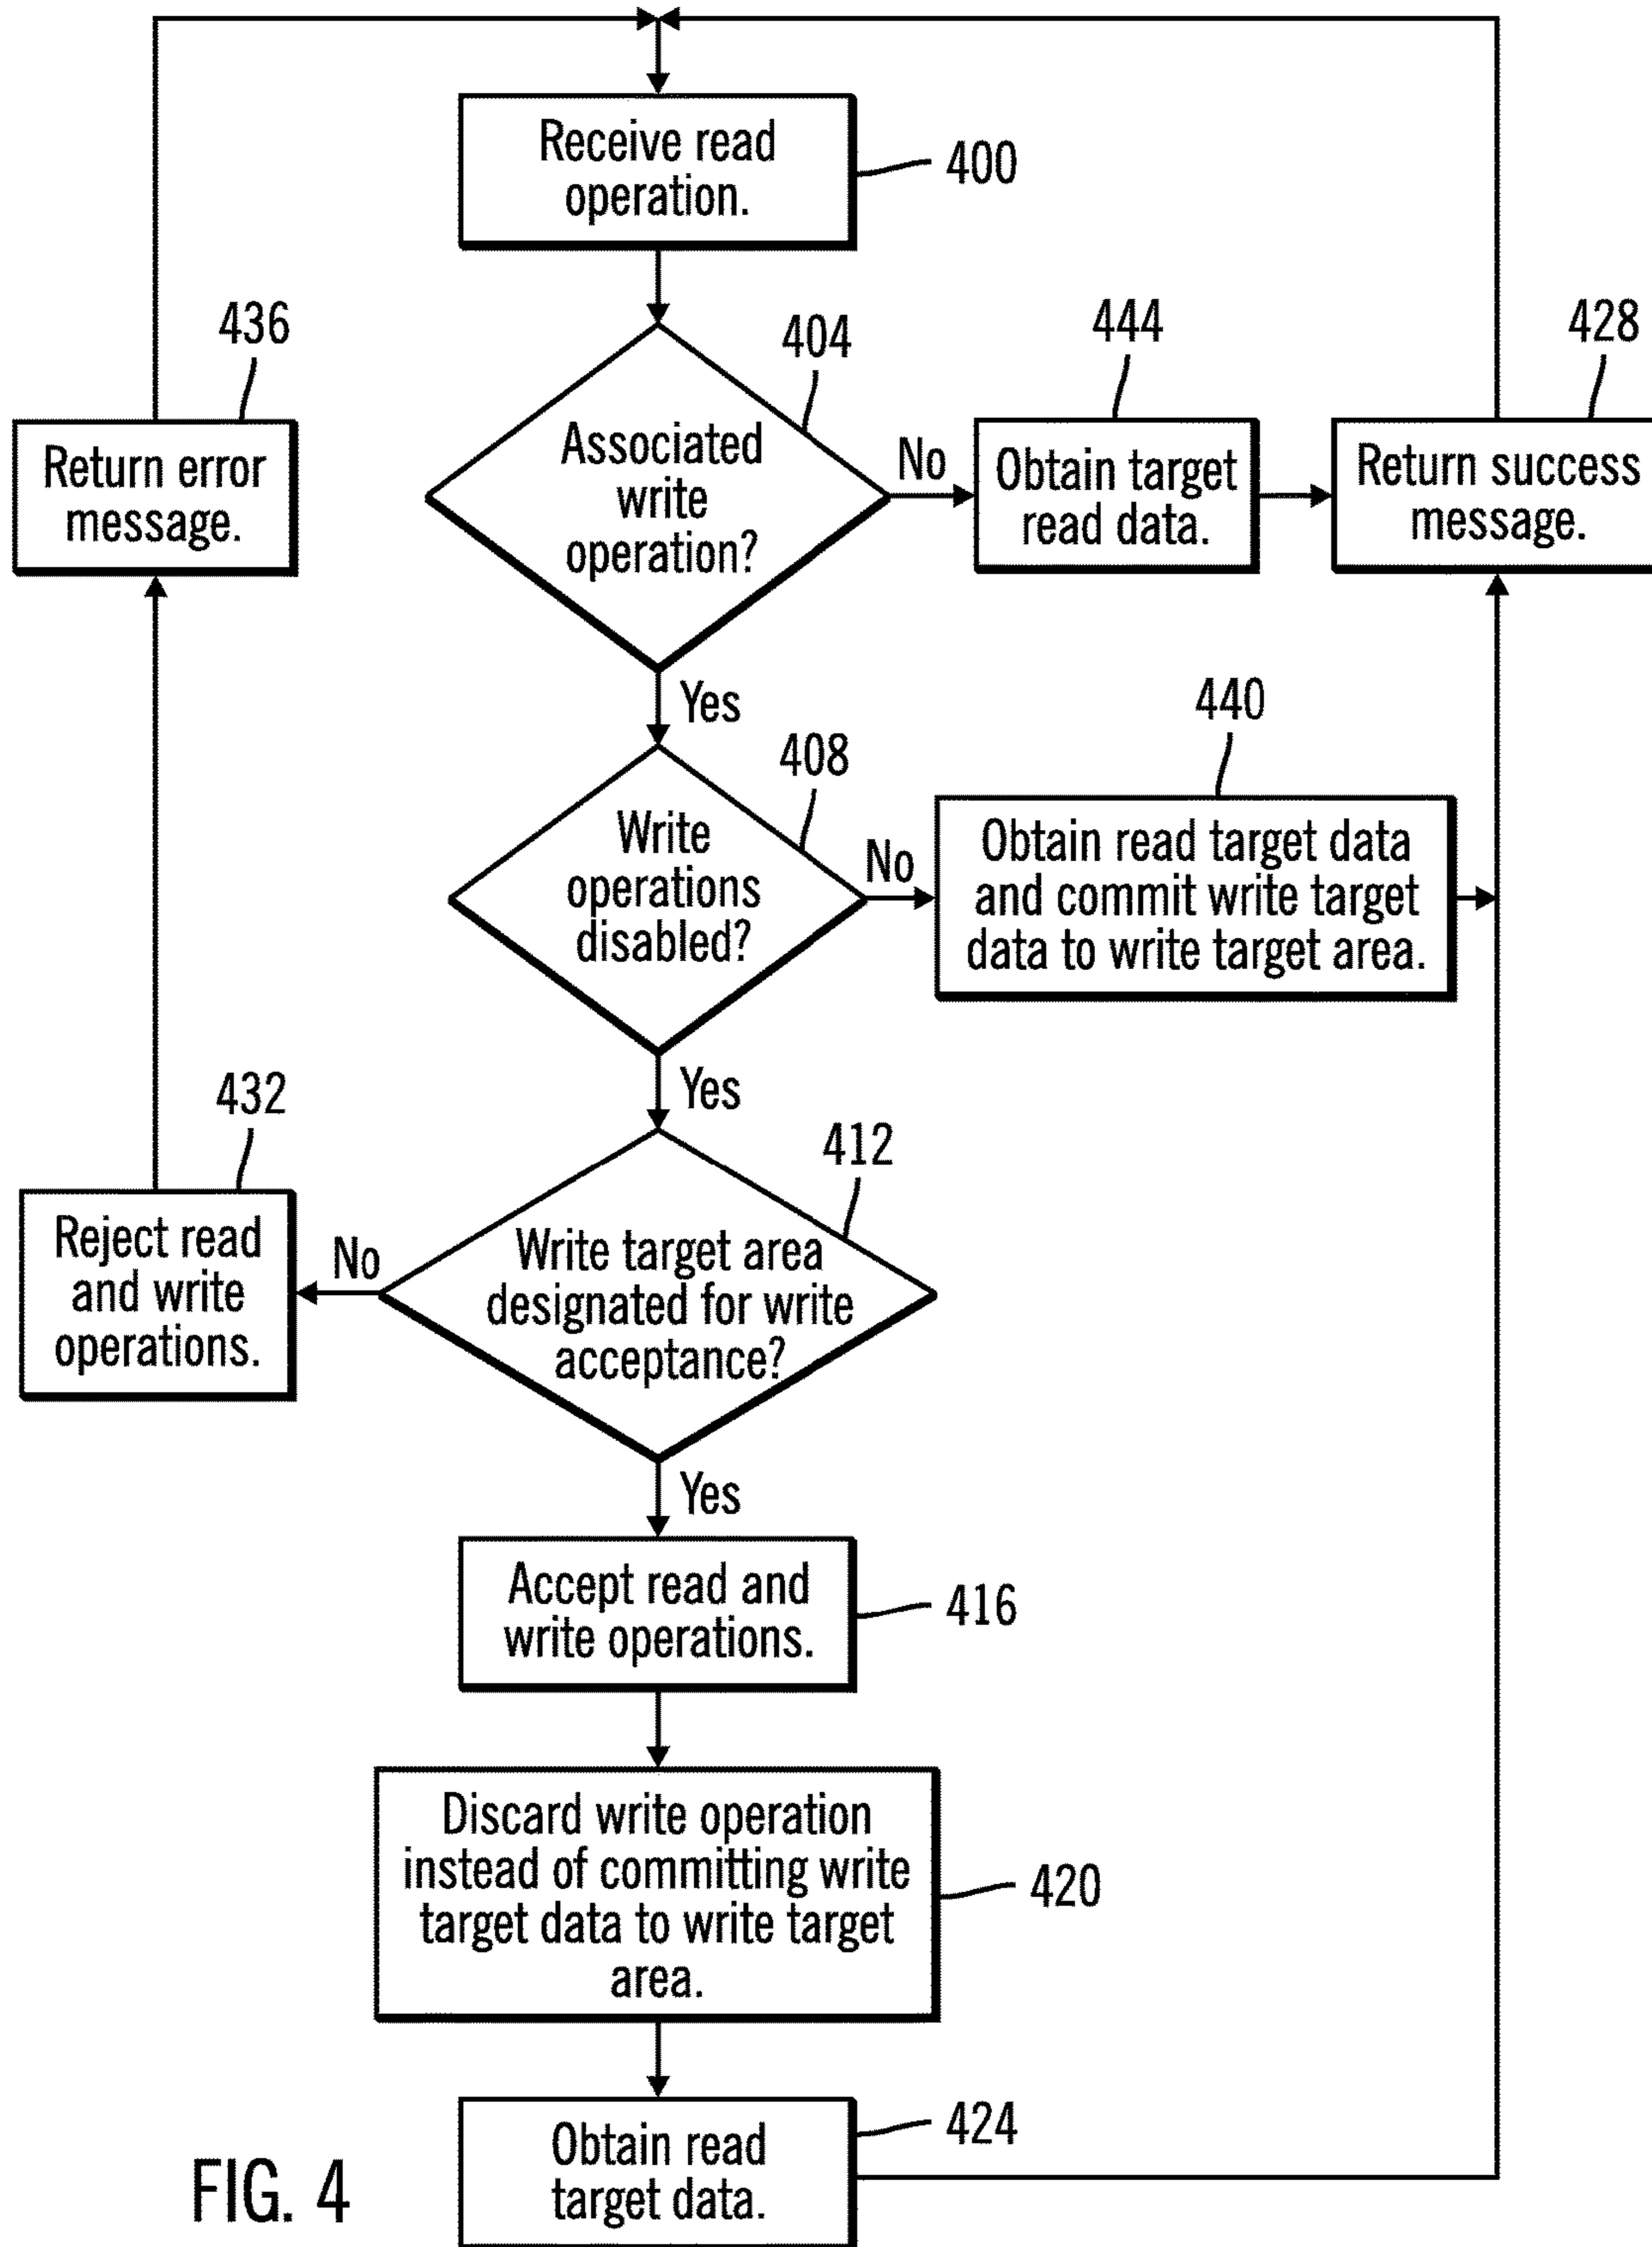 Receive read
operation.
400
436
404
444
428
Return error
message.
Associated
write
operation?
No
Obtain target
read data.
Return success
message.
Yes
440
408
Write
operations
disabled?
No
Obtain read target data
and commit write target
data to write target area.
Yes
432
412
Reject read
and write
operations.
No
Write target area
designated for write
acceptance?
Yes
Accept read and
write operations.
416
Discard write operation
instead of committing write
target data to write target
area.
420
Obtain read
target data.
424
FIG. 4